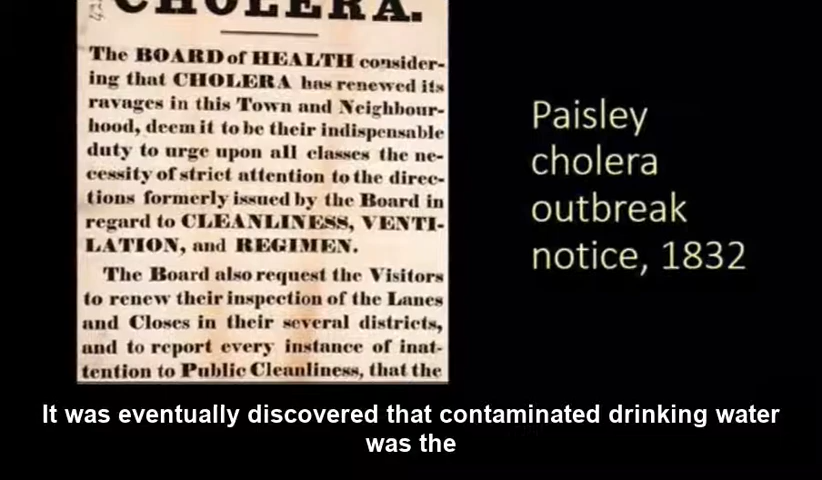 CHOLERA.
The BOARD of HEALTH consider-
ing that CHOLERA has renewed its
ravages in this Town and Neighbour-
hood, deem it to be their indispensable
duty to urge upon all classes the ne-
cessity of strict attention to the direc-
tions formerly issued by the Board in
regard to CLEANLINESS, VENTI-
LATION, and REGIMEN.
The Board also request the Visitors
to renew their inspection of the Lanes
and Closes in their several districts,
and to report every instance of inat-
tention to Public Cleanliness, that the
Paisley
cholera
outbreak
notice, 1832
It was eventually discovered that contaminated drinking water
was the